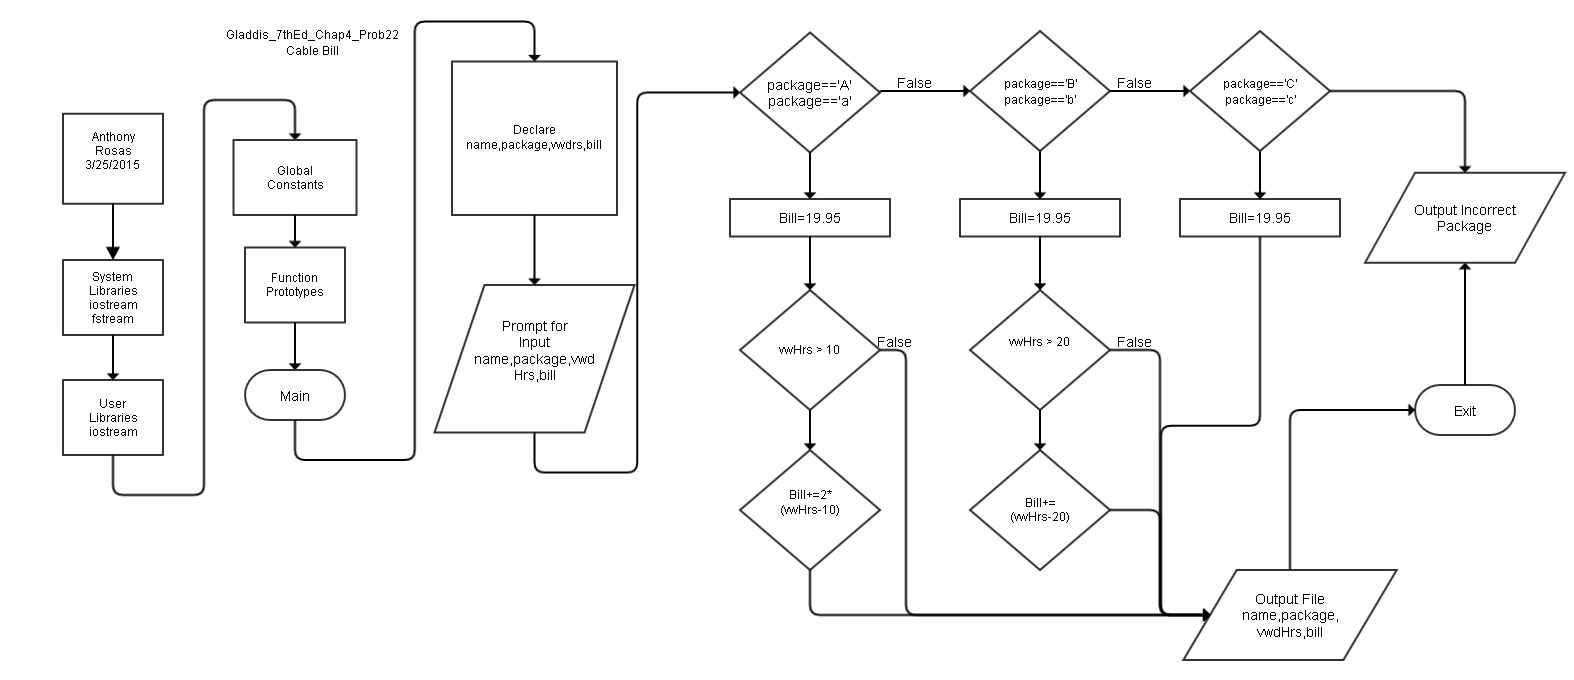 Gladdis_7thEd_Chap4_Prob22
Cable Bill
Anthony
Rosas
3/25/2015
System
Libraries
iostream
fstream
User
Libraries
iostream
Global
Constants
Function
Prototypes
Main
Declare
name,package,vwdrs,bill
Prompt for
Input
name,package,vwd
Hrs,bill
package=='A'
package=='a'
False
package=='B'
package=='b'
False
package=='C'
package=='c'
Bill=19.95
Bill=19.95
Bill=19.95
Output Incorrect
Package
vwHrs > 10
False
vwHrs > 20
False
Exit
Bill+=2*
(vwHrs-10)
Bill+=
(vwHrs-20)
Output File
name,package,
vwdHrs,bill